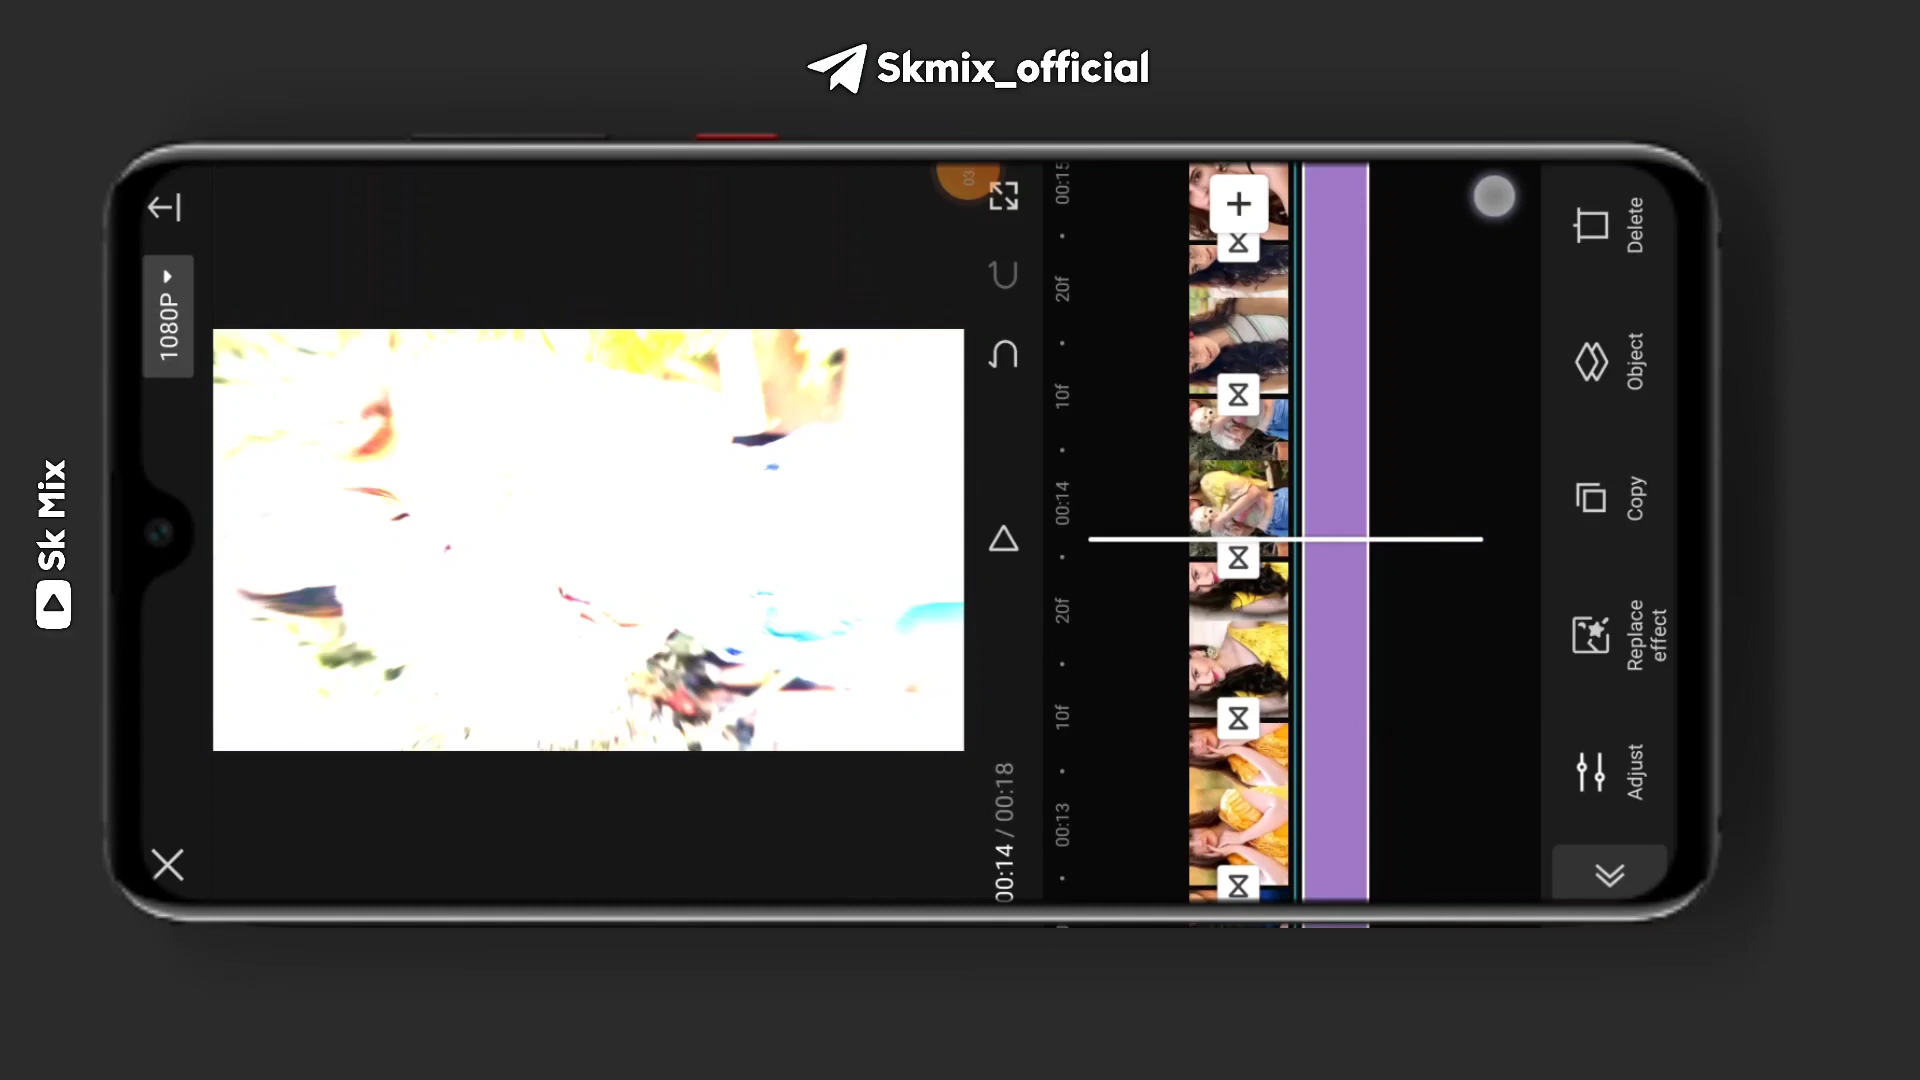 Skmix_official
Sk Mix
1080P
03
00:14 / 00:18
00:13
10f
20f
00:14
10f
20f
00:15
Adjust
Replace
effect
Copy
Object
Delete